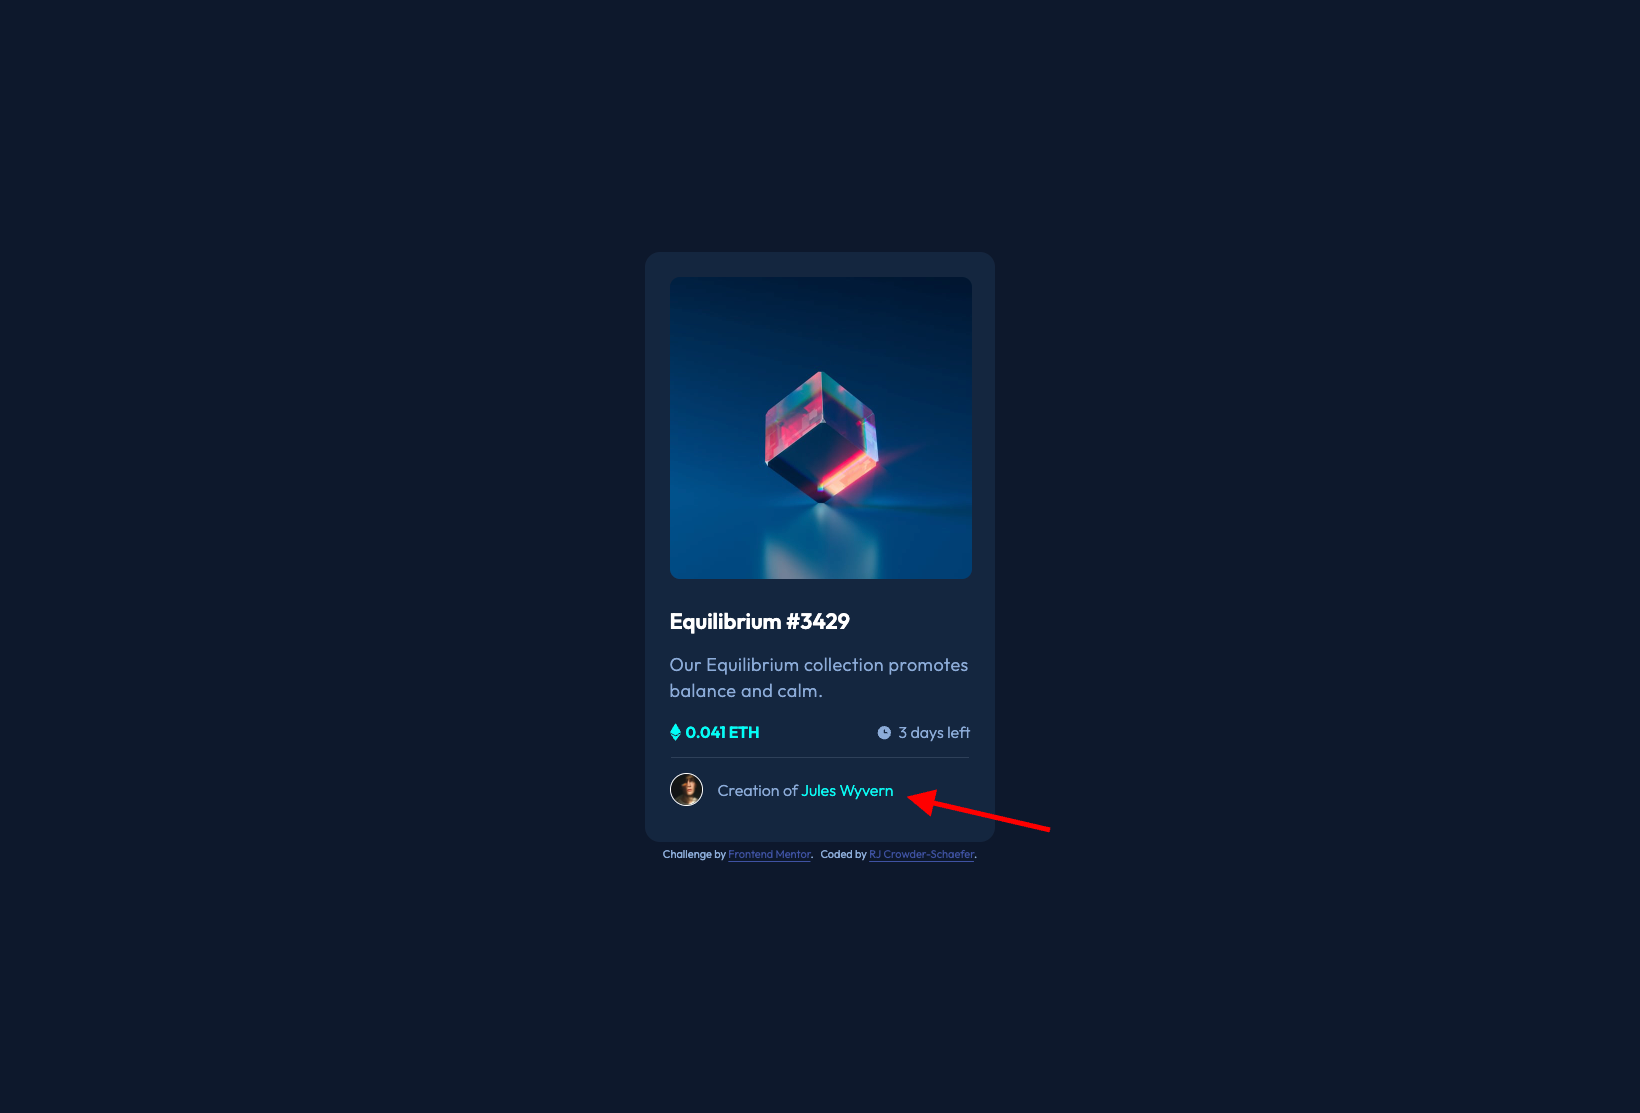 Equilibrium #3429
Our Equilibrium collection promotes
balance and calm.
0.041 ETH 3 days left
Creation of Jules Wyvern
Challenge by Frontend Mentor. Coded by RJ Crowder-Schaefer.